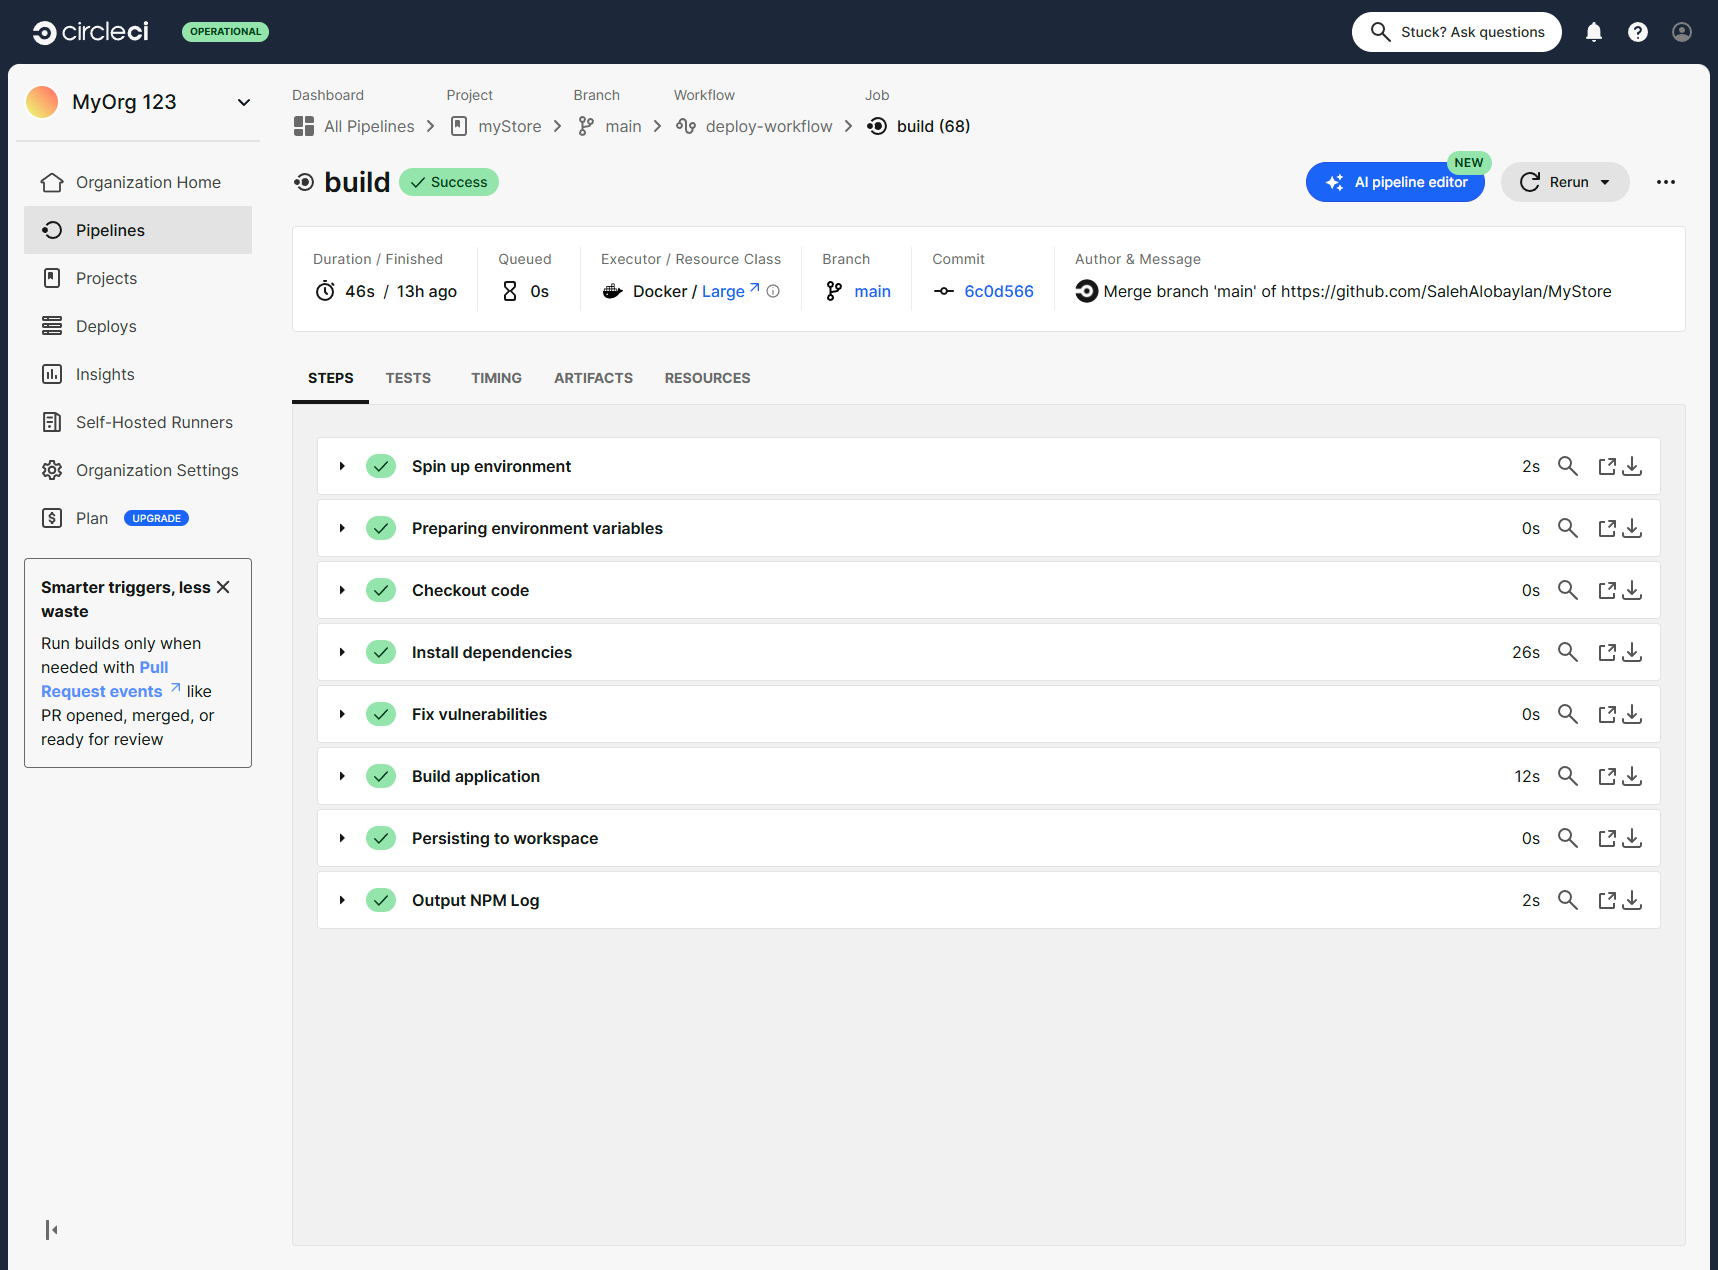 circleci
OPERATIONAL
Stuck? Ask questions
MyOrg 123
Organization Home
Pipelines
Projects
Deploys
Insights
Self-Hosted Runners
Organization Settings
Plan UPGRADE
Smarter triggers, less
waste
Run builds only when
needed with Pull
Request events like
PR opened, merged, or
ready for review
Dashboard Project Branch Workflow Job
All Pipelines myStore main deploy-workflow build (68)
build Success
AI pipeline editor NEW
Rerun
Duration / Finished
46s / 13h ago
Queued
0s
Executor / Resource Class
Docker / Large
Branch
main
Commit
6c0d566
Author & Message
Merge branch 'main' of https://github.com/SalehAlobaylan/MyStore
STEPS TESTS TIMING ARTIFACTS RESOURCES
Spin up environment 2s
Preparing environment variables 0s
Checkout code 0s
Install dependencies 26s
Fix vulnerabilities 0s
Build application 12s
Persisting to workspace 0s
Output NPM Log 2s